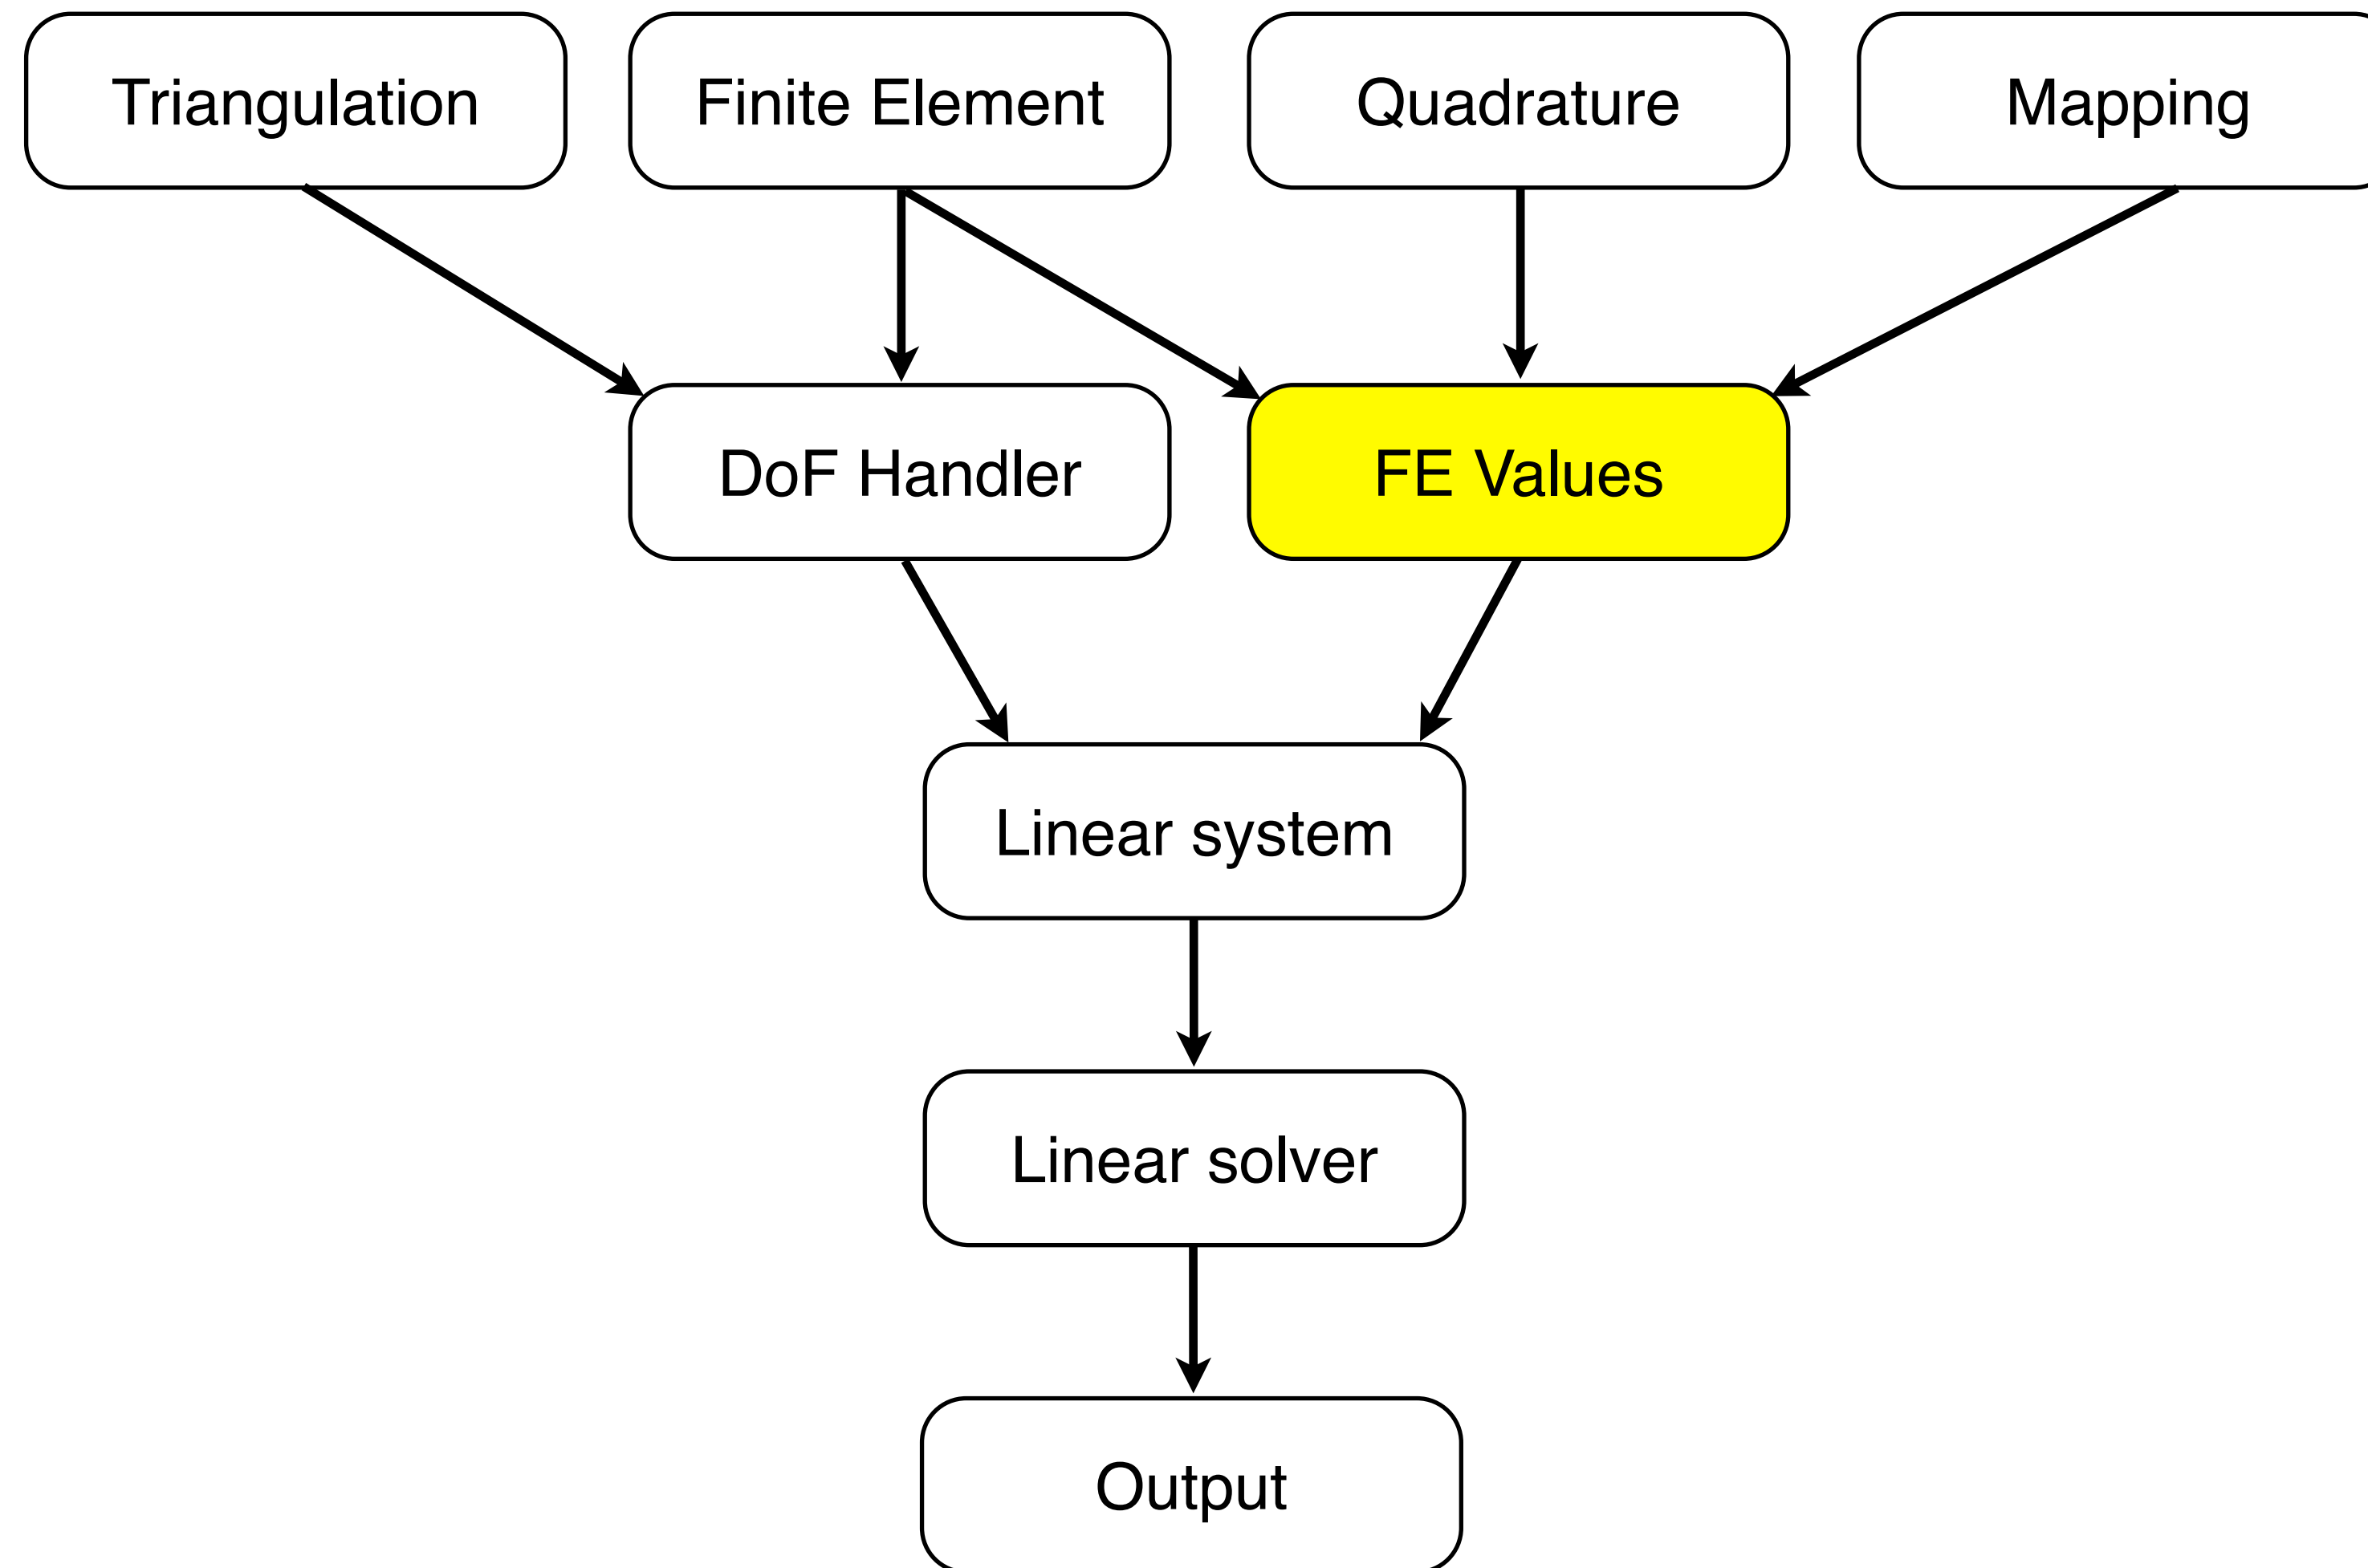 Triangulation
Finite Element
Quadrature
Mapping
DoF Handler
FE Values
Linear system
Linear solver
Output